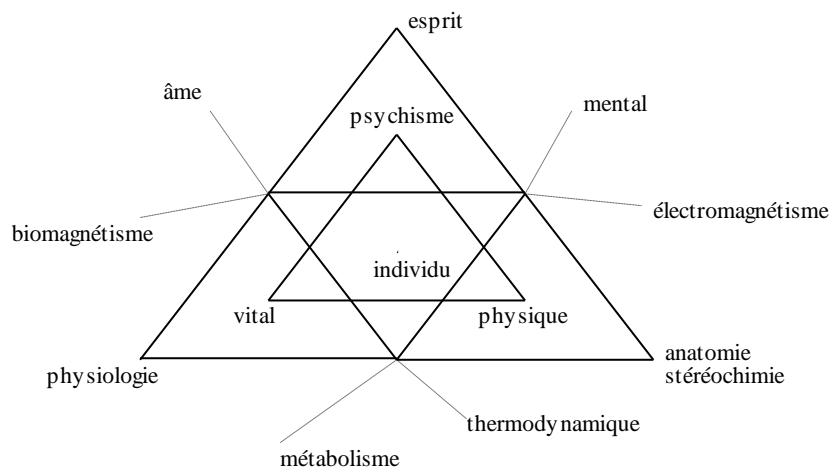 esprit
âme
mental
psychisme
électromagnétisme
biomagnétisme
individu
vital
physique
anatomie
stéréochimie
physiologie
thermodynamique
métabolisme